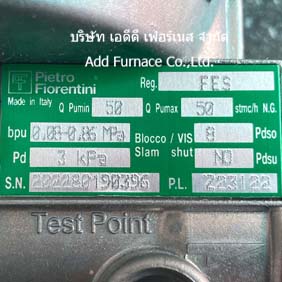 บริษัท เอดีดี เฟอร์เนส จำกัด
Add Furnace Co.,Ltd.
Pietro Fiorentini Reg. FES
Made in Italy Q Pumin 50 Q Pumax 50 stmc/h N.G.
bpu 0,08-0,86 MPa Blocco / VIS 8 Pdso
Pd 3 kPa Slam shut NO Pdsu
S.N. 202280190396 P.L. 223122
Test Point